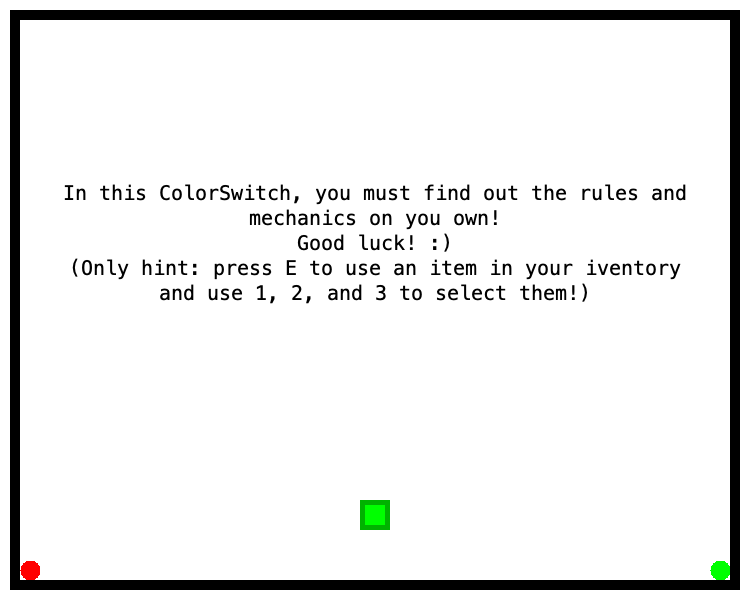 In this ColorSwitch, you must find out the rules and
mechanics on you own!
Good luck! :)
(Only hint: press E to use an item in your iventory
and use 1, 2, and 3 to select them!)